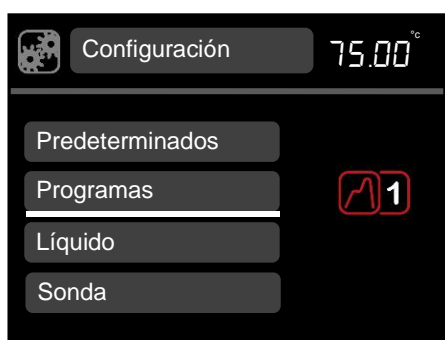 Configuración 75.00°c
Predeterminados
Programas
1
Líquido
Sonda